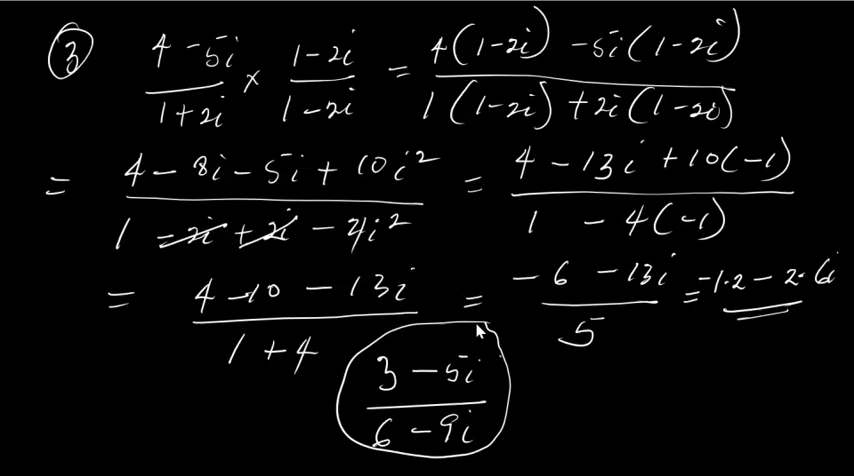 ③ (4 - 5i)/(1 + 2i) × (1 - 2i)/(1 - 2i) = (4(1 - 2i) - 5i(1 - 2i))/(1(1 - 2i) + 2i(1 - 2i))
= (4 - 8i - 5i + 10i²)/(1 - 2i + 2i - 4i²) = (4 - 13i + 10(-1))/(1 - 4(-1))
= (4 - 10 - 13i)/(1 + 4) = (-6 - 13i)/5 = -1.2 - 2.6i
(3 - 5i)/(6 - 9i)